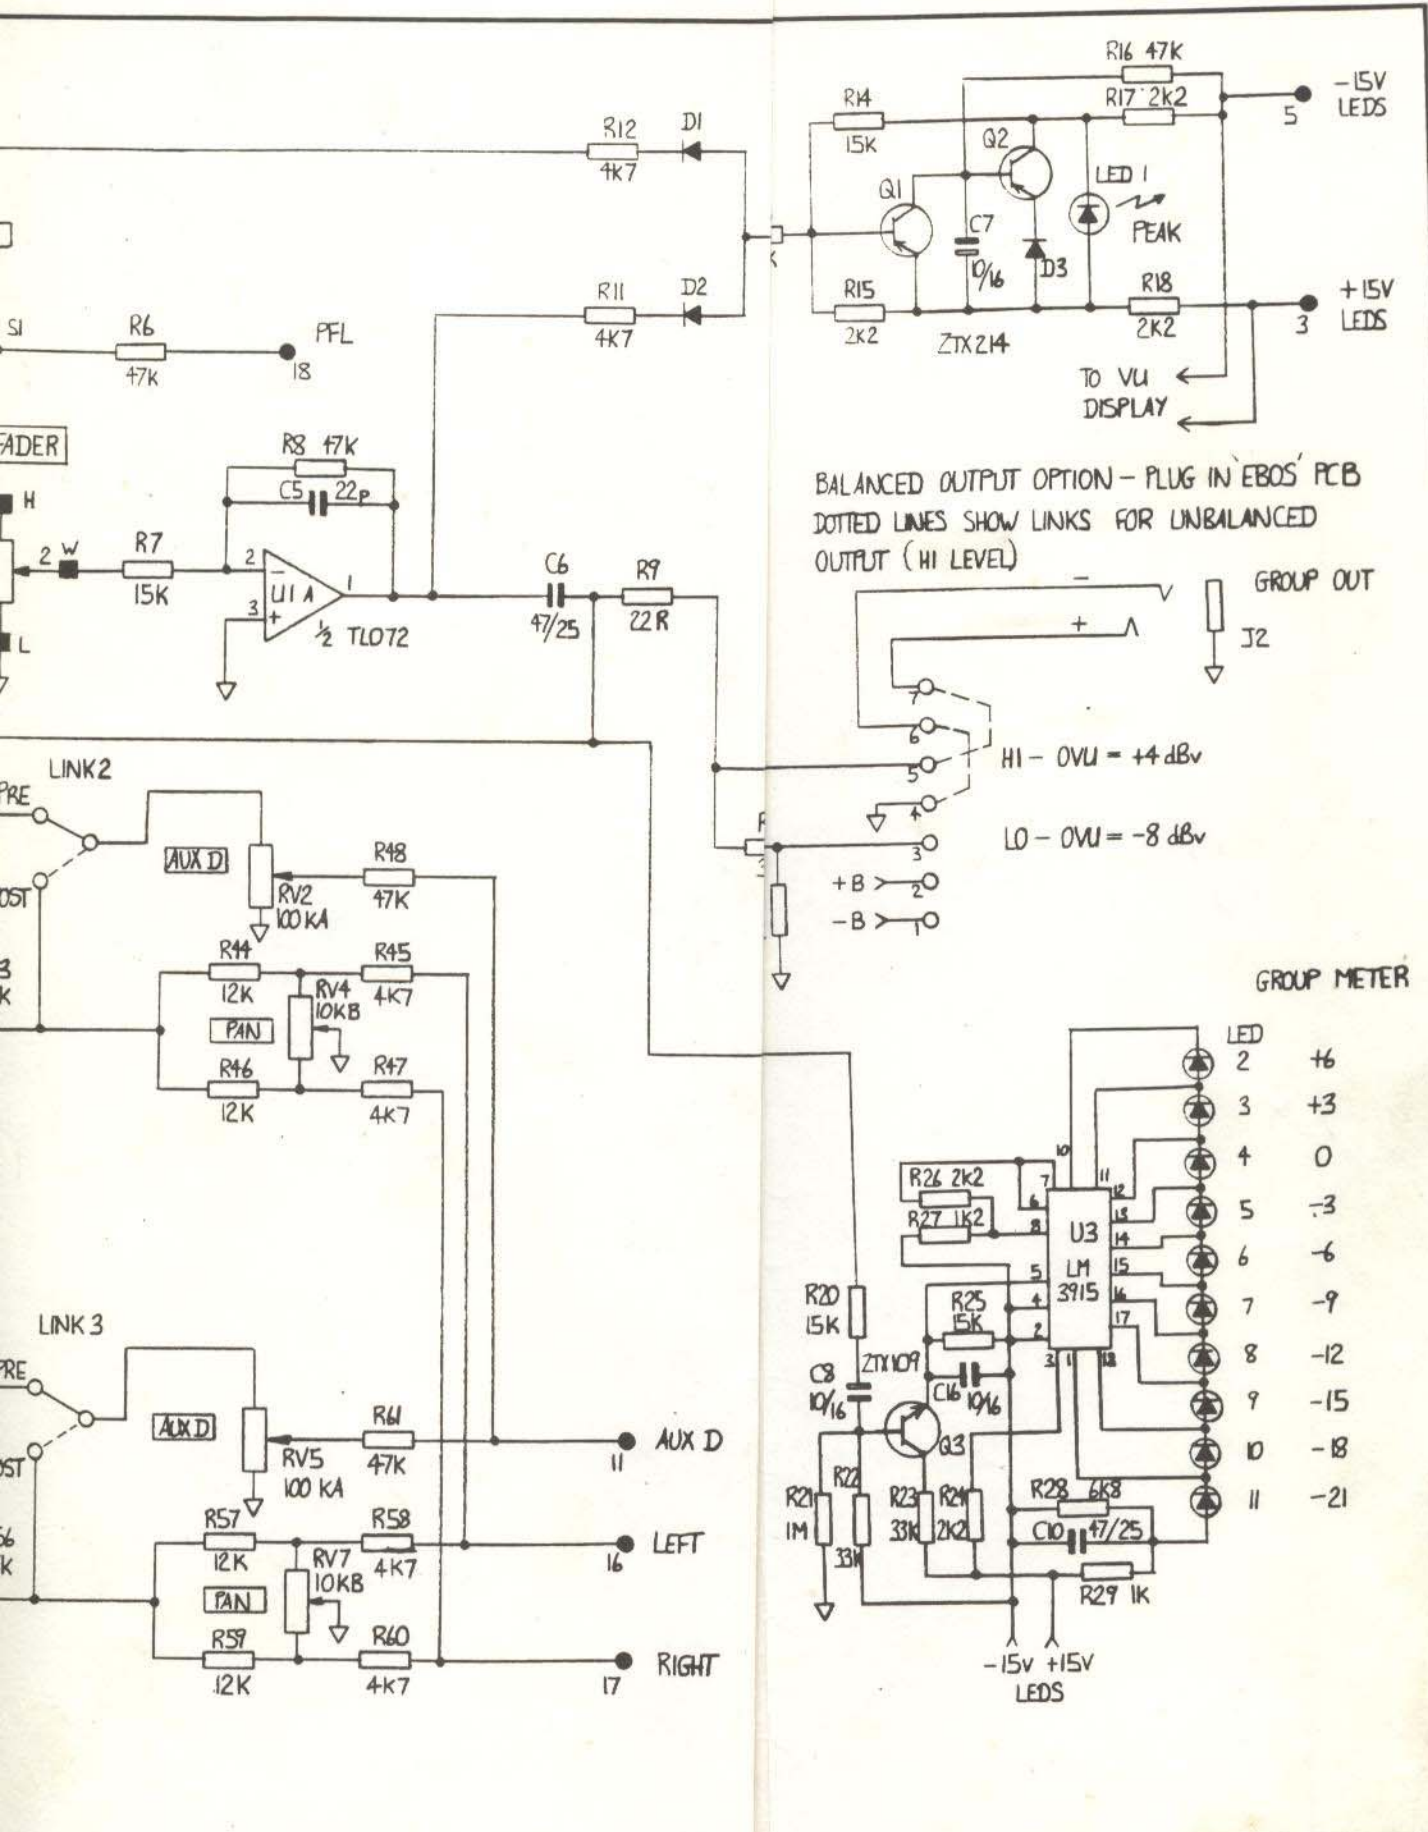 R16 47K
-15V
LEDS
5
R17 2K2
R14
15K
R12
4K7
D1
Q2
LED 1
PEAK
Q1
C7
10/16
D3
R11
4K7
D2
R15
2K2
R18
2K2
ZTX214
+15V
LEDS
3
TO VU
DISPLAY
S1
R6
47K
PFL
18
FADER
H
R8 47K
C5 22p
2 W
R7
15K
L
2
-
U1A
3
+
1
½ TL072
C6
47/25
R9
22R
BALANCED OUTPUT OPTION - PLUG IN 'EBOS' PCB
DOTTED LINES SHOW LINKS FOR UNBALANCED
OUTPUT (HI LEVEL)
-
+
GROUP OUT
J2
7
6
5
4
3
2
1
HI - 0VU = +4 dBv
LO - 0VU = -8 dBv
+B
-B
LINK2
PRE
AUX D
RV2
100KA
R48
47K
R44
12K
RV4
10KB
PAN
R45
4K7
R46
12K
R47
4K7
GROUP METER
LED
2 +6
3 +3
4 0
5 -3
6 -6
7 -9
8 -12
9 -15
10 -18
11 -21
R26 2K2
R27 1K2
U3
LM
3915
10
11
12
13
14
15
16
17
18
7
6
8
5
4
2
3
1
R20
15K
R25
15K
ZTX109
C8
10/16
C16 10/16
Q3
R21
1M
R22
33K
R23
33K
R24
2K2
R28 6K8
C10 47/25
R29 1K
-15V +15V
LEDS
LINK 3
PRE
AUX D
RV5
100KA
R61
47K
AUX D
11
R57
12K
RV7
10KB
PAN
R58
4K7
LEFT
16
R59
12K
R60
4K7
RIGHT
17